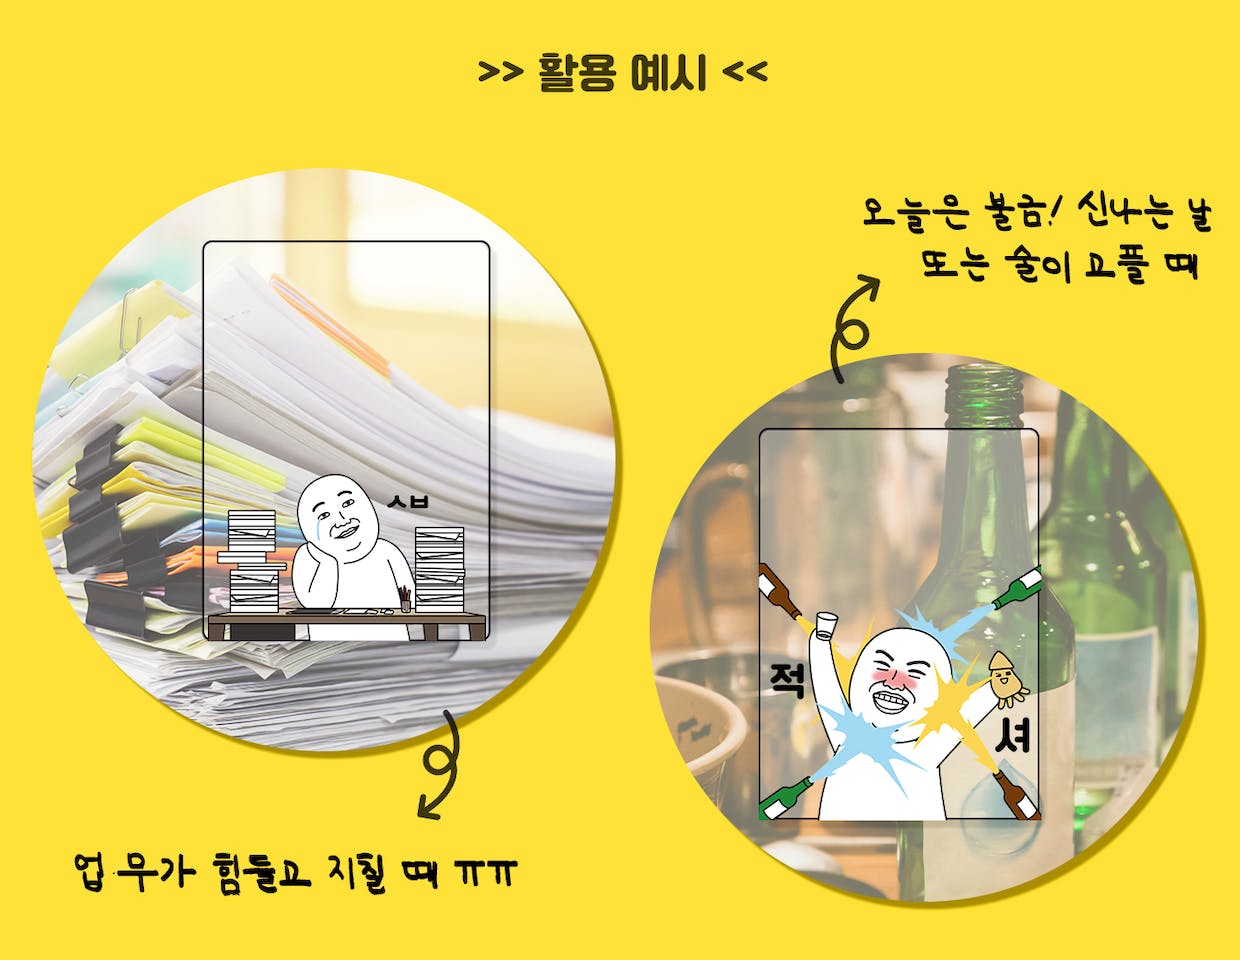 >> 활용 예시 <<
오늘은 불금! 신나는 날
또는 술이 고플 때
ㅅㅂ
적
셔
업무가 힘들고 지칠 때 ㅠㅠ